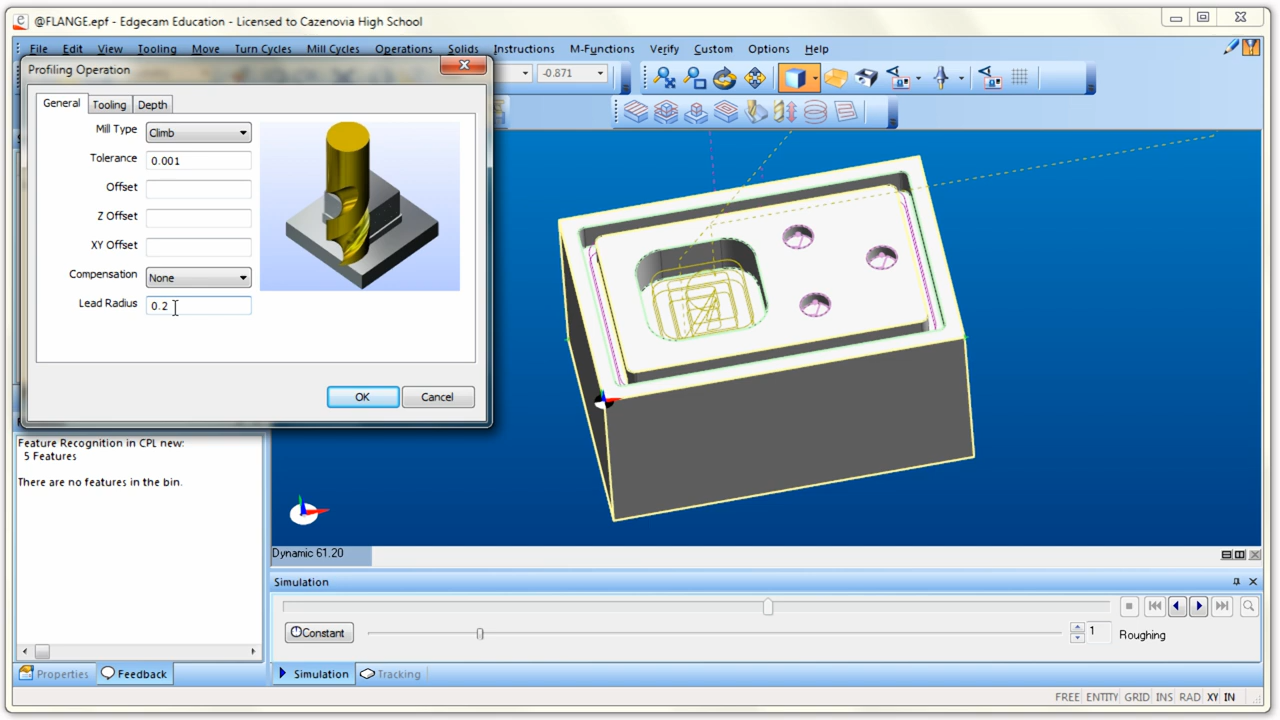 @FLANGE.epf - Edgecam Education - Licensed to Cazenovia High School
File Edit View Tooling Move Turn Cycles Mill Cycles Operations Solids Instructions M-Functions Verify Custom Options Help
Profiling Operation
-0.871
General Tooling Depth
Mill Type Climb
Tolerance 0.001
Offset
Z Offset
XY Offset
Compensation None
Lead Radius 0.2
OK Cancel
Feature Recognition in CPL new:
5 Features
There are no features in the bin.
Dynamic 61.20
Simulation
Constant 1 Roughing
Properties Feedback Simulation Tracking
FREE ENTITY GRID INS RAD XY IN